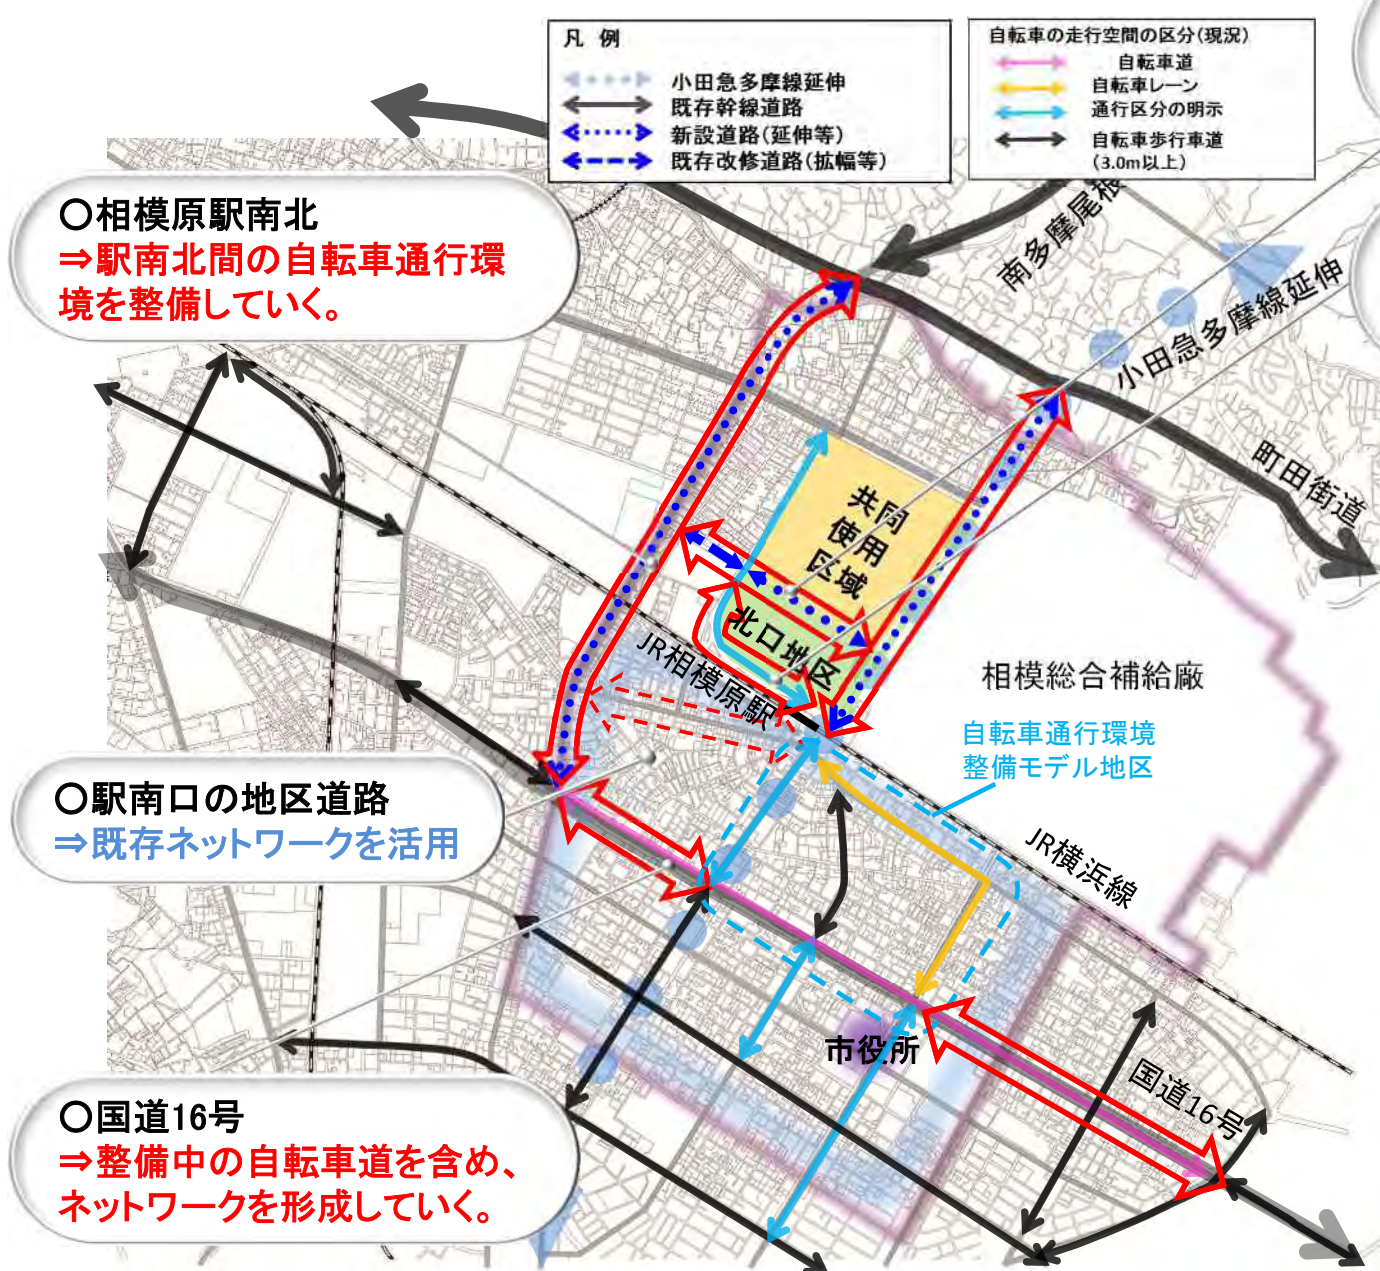 凡 例
小田急多摩線延伸
既存幹線道路
新設道路(延伸等)
既存改修道路(拡幅等)
自転車の走行空間の区分(現況)
自転車道
自転車レーン
通行区分の明示
自転車歩行車道
(3.0m以上)
〇相模原駅南北
⇒駅南北間の自転車通行環
境を整備していく。
南多摩尾根
小田急多摩線延伸
町田街道
共同
使用
区域
北口地区
JR相模原駅
相模総合補給廠
自転車通行環境
整備モデル地区
〇駅南口の地区道路
⇒既存ネットワークを活用
JR横浜線
市役所
国道16号
〇国道16号
⇒整備中の自転車道を含め、
ネットワークを形成していく。